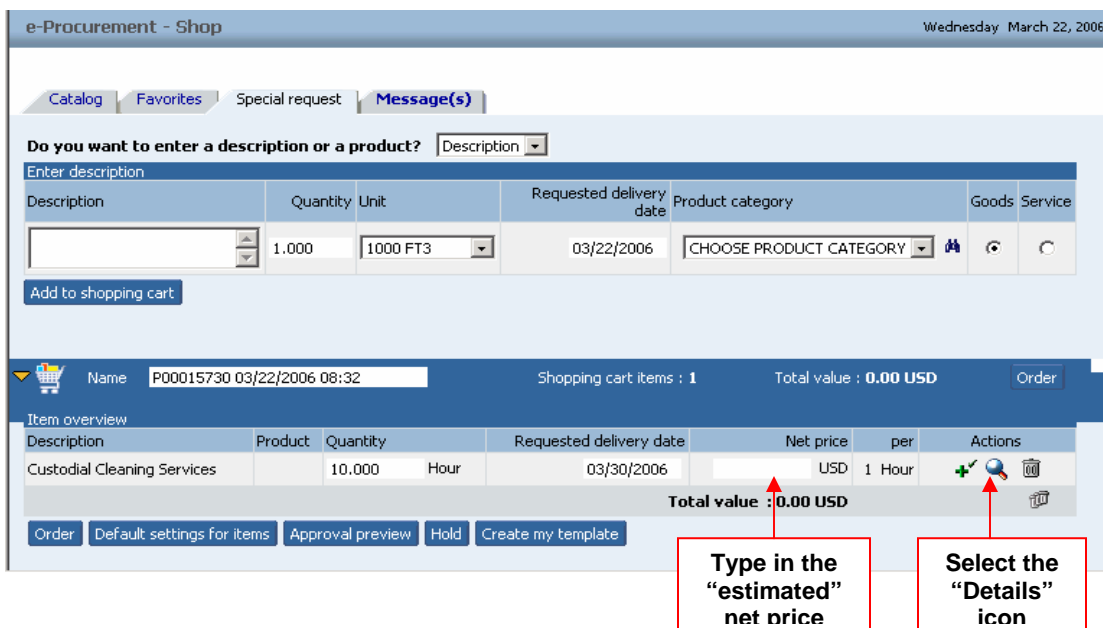 e-Procurement - Shop Wednesday March 22, 2006
Catalog Favorites Special request Message(s)
Do you want to enter a description or a product? Description
Enter description
Description Quantity Unit Requested delivery date Product category Goods Service
1.000 1000 FT3 03/22/2006 CHOOSE PRODUCT CATEGORY
Add to shopping cart
Name P00015730 03/22/2006 08:32 Shopping cart items : 1 Total value : 0.00 USD Order
Item overview
Description Product Quantity Requested delivery date Net price per Actions
Custodial Cleaning Services 10.000 Hour 03/30/2006 USD 1 Hour
Total value : 0.00 USD
Order Default settings for items Approval preview Hold Create my template
Type in the
“estimated”
net price
Select the
“Details”
icon